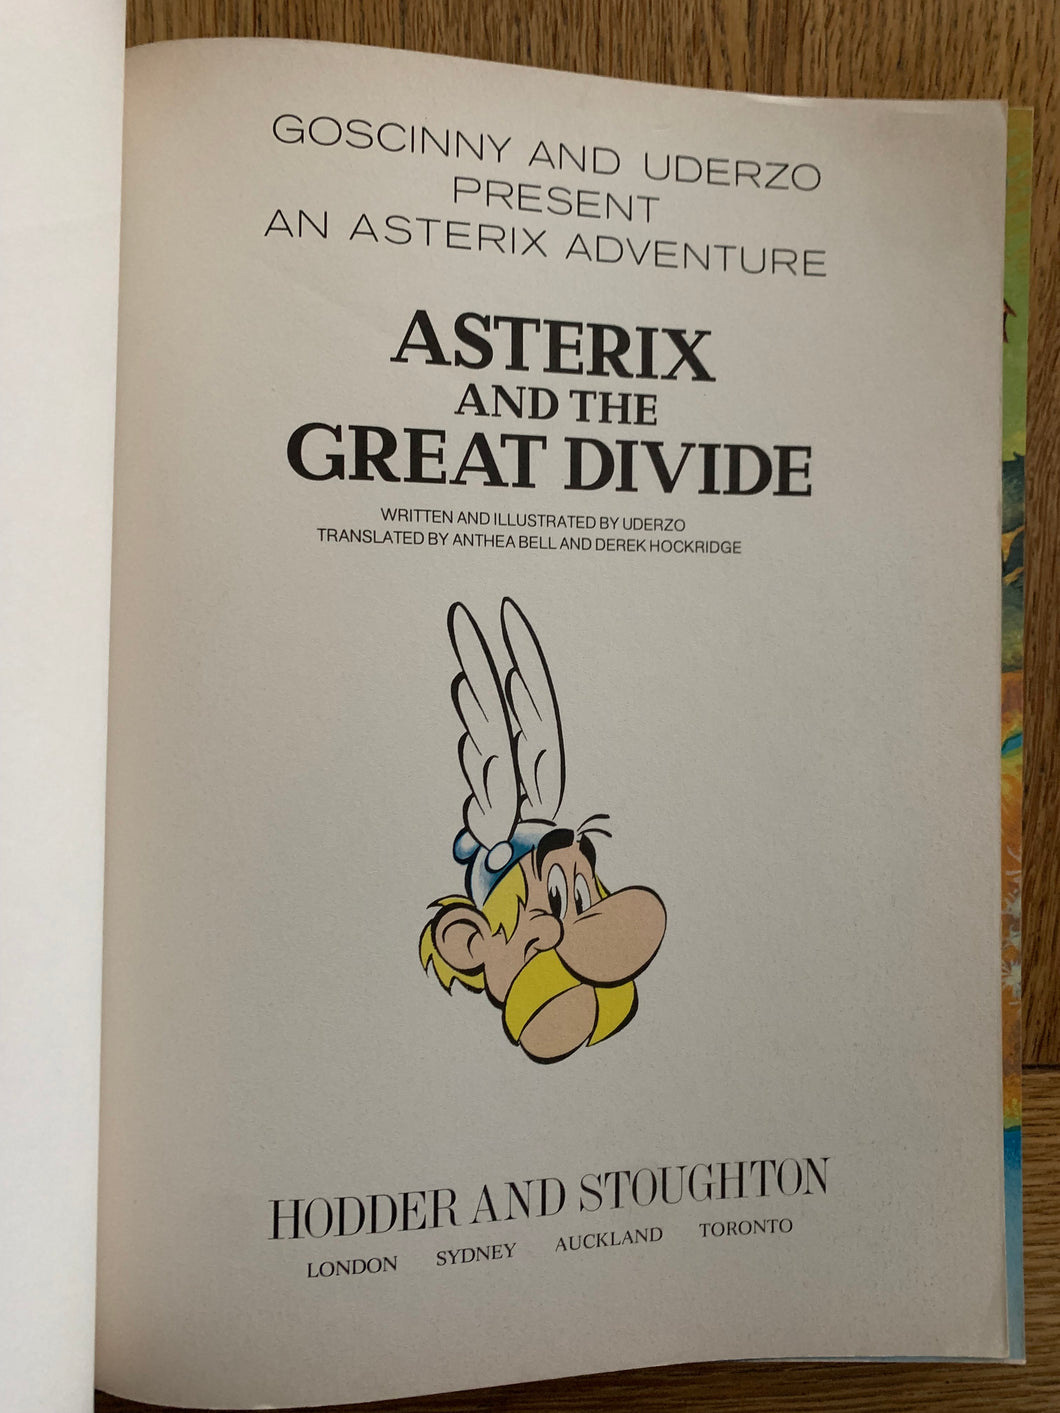 GOSCINNY AND UDERZO
PRESENT
AN ASTERIX ADVENTURE
ASTERIX
AND THE
GREAT DIVIDE
WRITTEN AND ILLUSTRATED BY UDERZO
TRANSLATED BY ANTHEA BELL AND DEREK HOCKRIDGE
HODDER AND STOUGHTON
LONDON SYDNEY AUCKLAND TORONTO